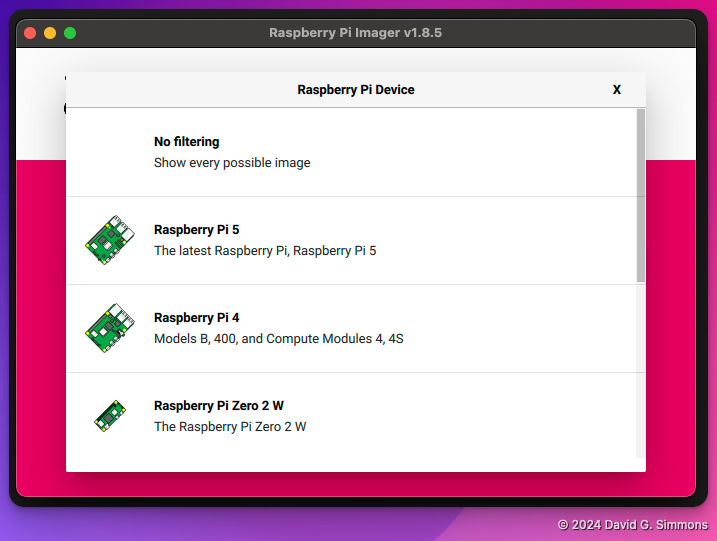 Raspberry Pi Imager v1.8.5
Raspberry Pi Device
X
No filtering
Show every possible image
Raspberry Pi 5
The latest Raspberry Pi, Raspberry Pi 5
Raspberry Pi 4
Models B, 400, and Compute Modules 4, 4S
Raspberry Pi Zero 2 W
The Raspberry Pi Zero 2 W
© 2024 David G. Simmons